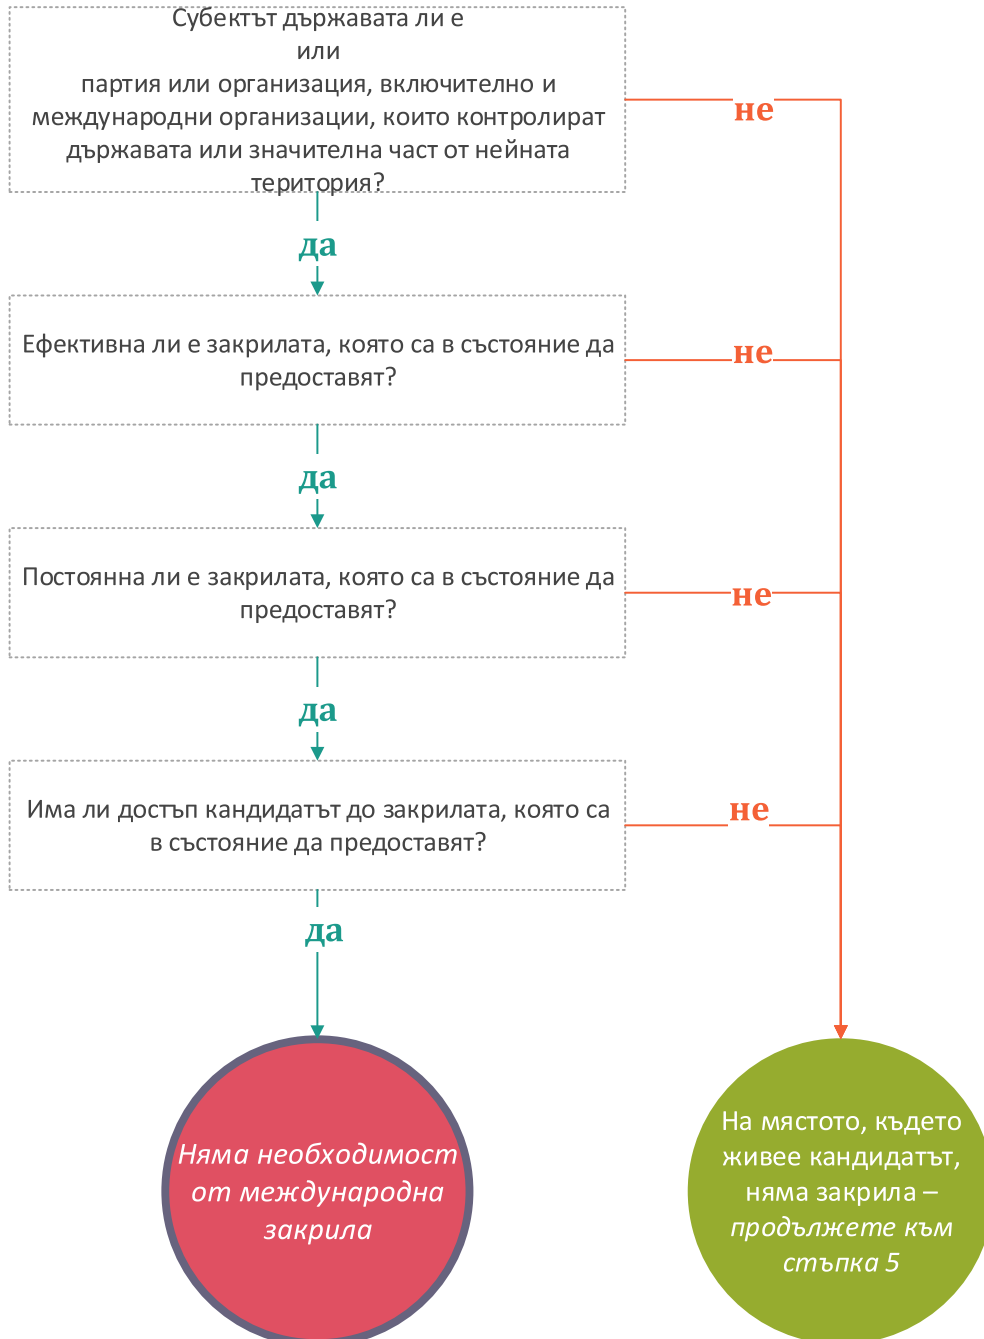 Субектът държавата ли е
или
партия или организация, включително и
международни организации, които контролират
държавата или значителна част от нейната
територия?
не
да
Ефективна ли е закрилата, която са в състояние да
предоставят?
не
да
Постоянна ли е закрилата, която са в състояние да
предоставят?
не
да
Има ли достъп кандидатът до закрилата, която са
в състояние да предоставят?
не
да
Няма необходимост
от международна
закрила
На мястото, където
живее кандидатът,
няма закрила –
продължете към
стъпка 5